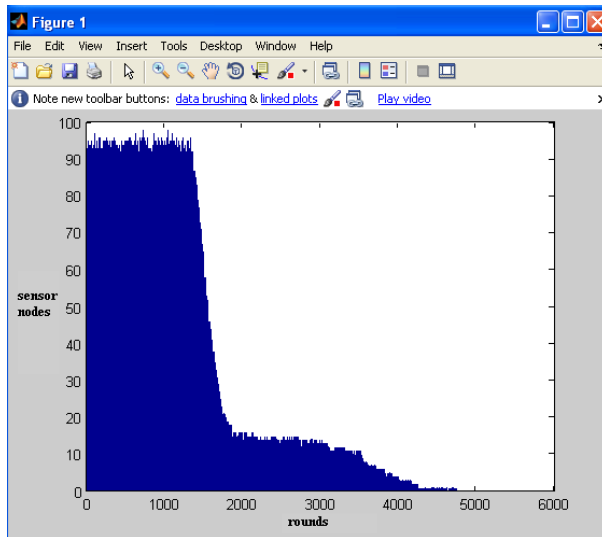 Figure 1
File Edit View Insert Tools Desktop Window Help
Note new toolbar buttons: data brushing & linked plots Play video
100
90
80
70
60
50
40
30
20
10
0
sensor
nodes
0 1000 2000 3000 4000 5000 6000
rounds